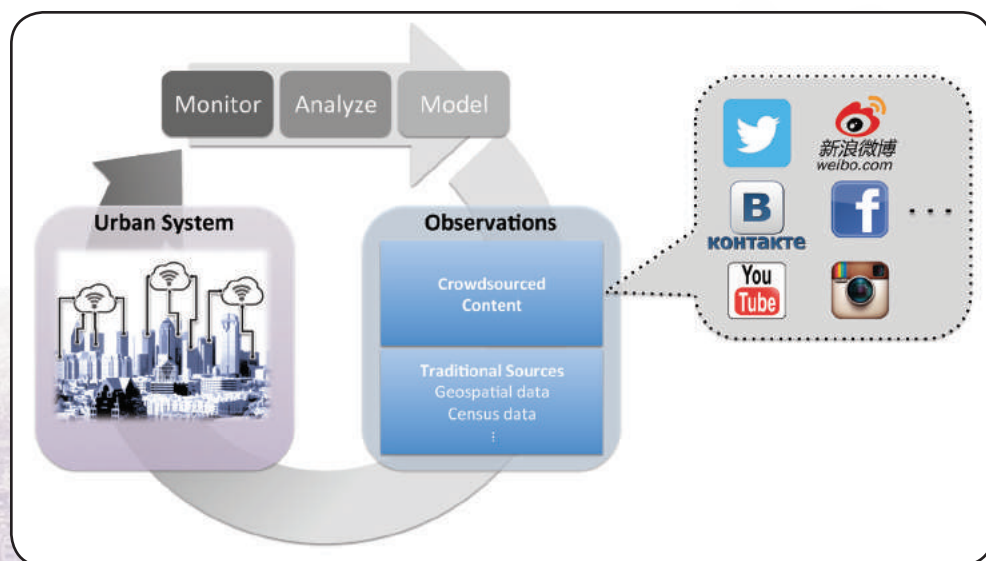 Monitor
Analyze
Model
Urban System
Observations
Crowdsourced
Content
Traditional Sources
Geospatial data
Census data
⋮
新浪微博
weibo.com
B
контакте
f
...
You
Tube